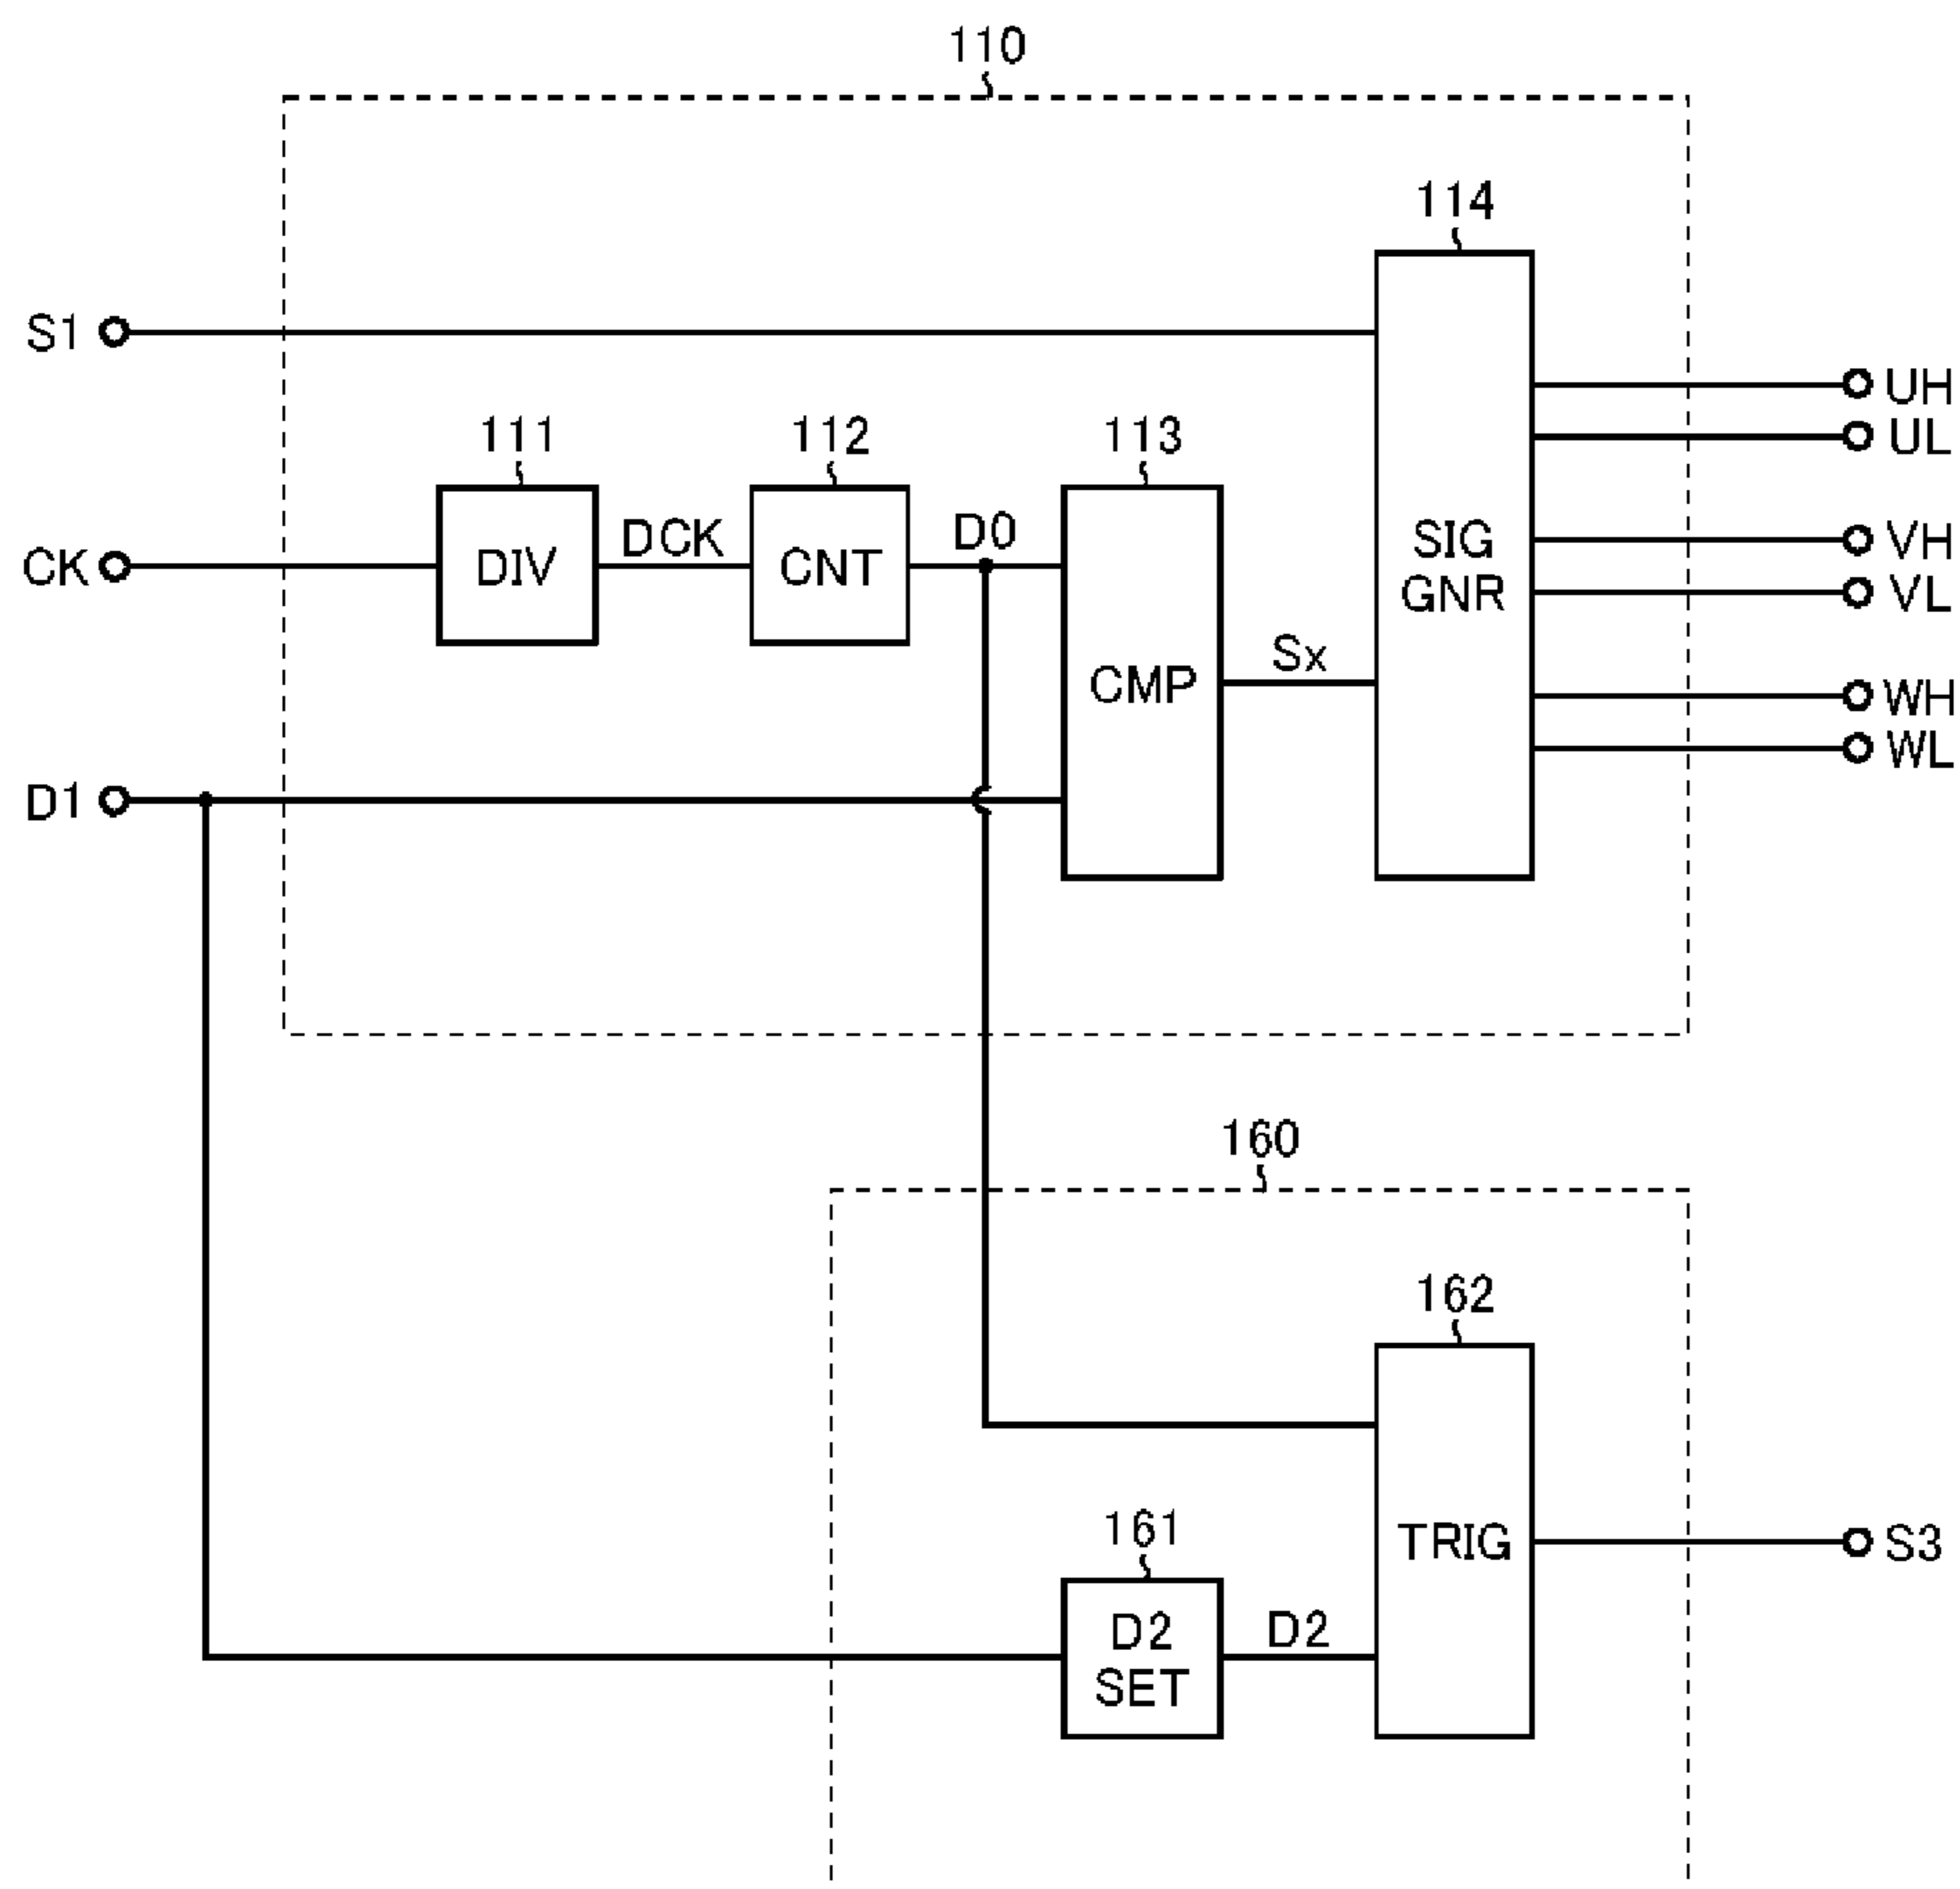 110
114
S1
UH
UL
111
112
113
CK
DIV
DCK
CNT
D0
SIG
GNR
VH
VL
Sx
CMP
WH
WL
D1
160
162
161
TRIG
S3
D2
SET
D2